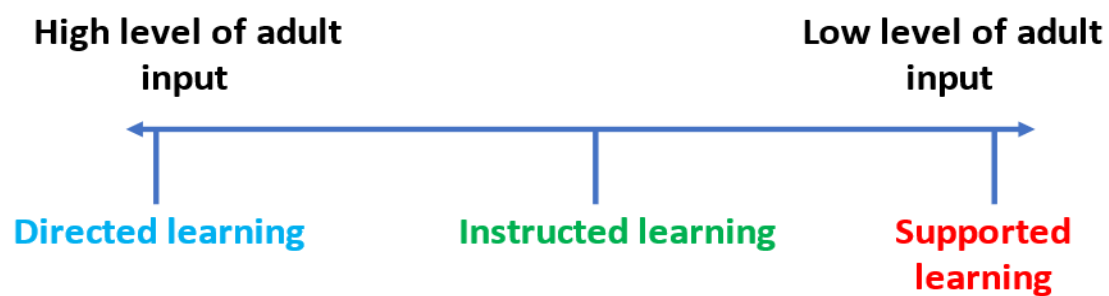 High level of adult
input
Low level of adult
input
Directed learning
Instructed learning
Supported
learning